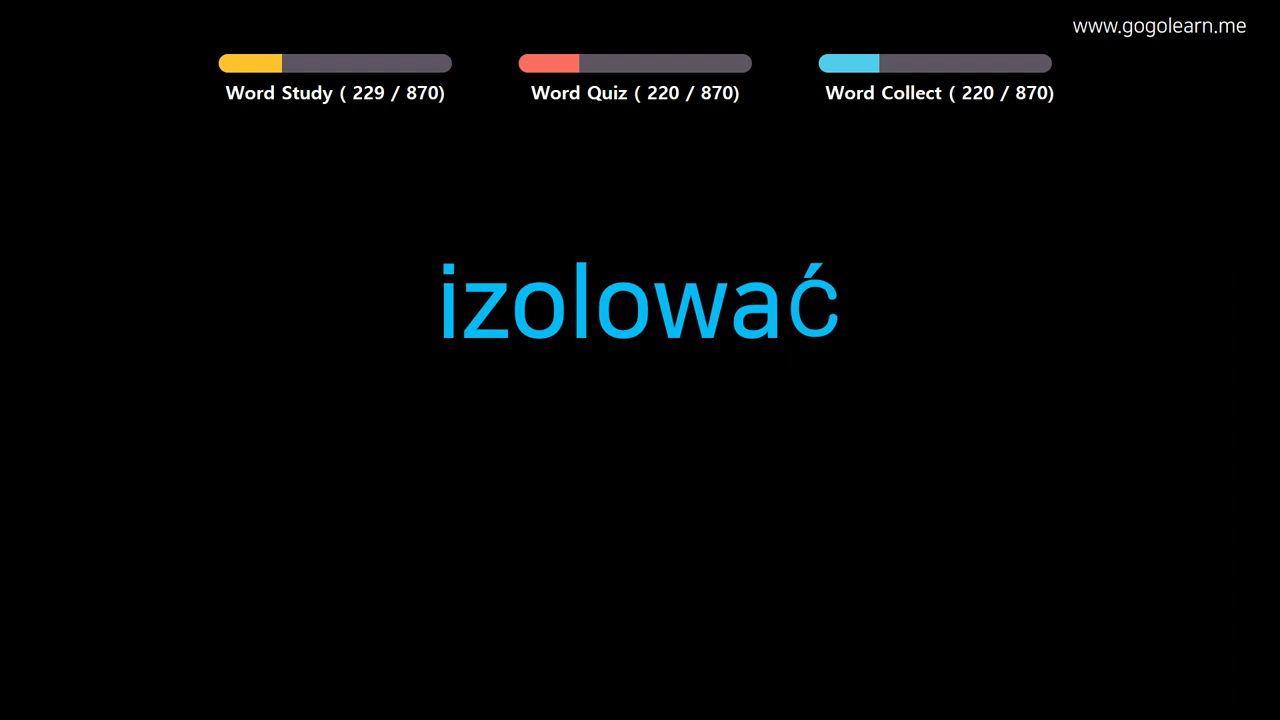 www.gogolearn.me
Word Study ( 229 / 870)
Word Quiz ( 220 / 870)
Word Collect ( 220 / 870)
izolować